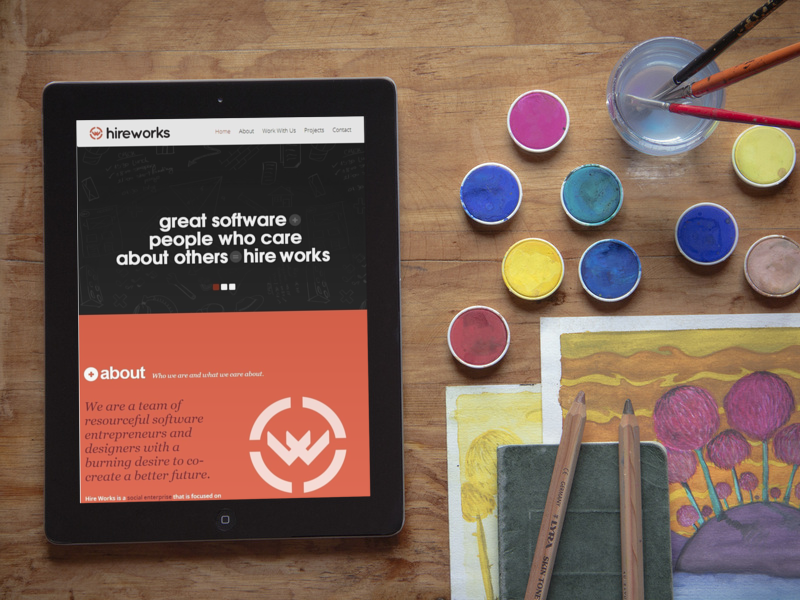 hireworks
Home About Work With Us Projects Contact
great software
people who care
about others hire works
about Who we are and what we care about.
We are a team of
resourceful software
entrepreneurs and
designers with a
burning desire to co-
create a better future.
Hire Works is a social enterprise that is focused on
LYRA
SKIN TONE